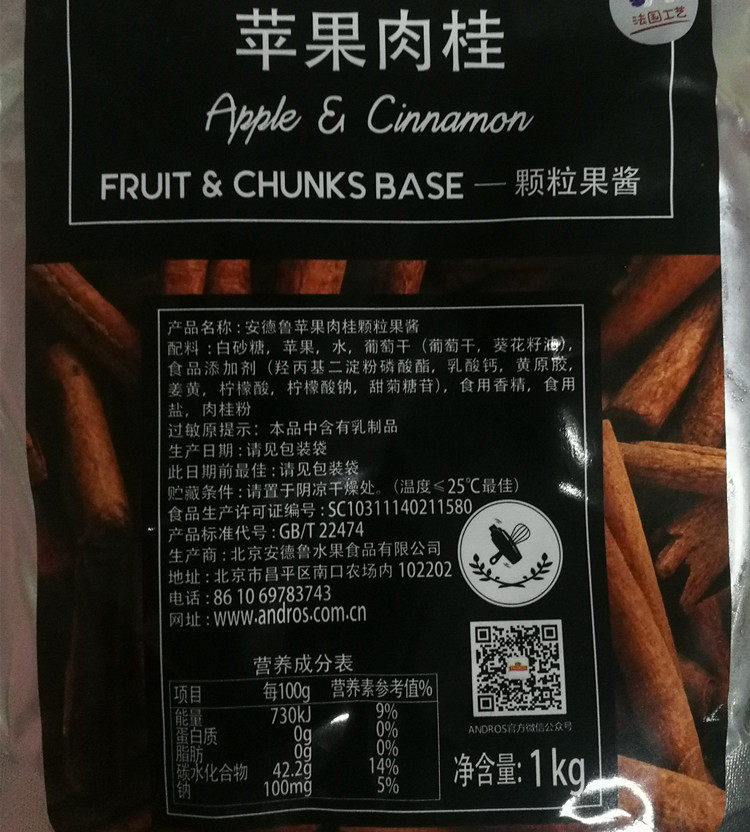 法国工艺
苹果肉桂
Apple & Cinnamon
FRUIT & CHUNKS BASE — 颗粒果酱
产品名称:安德鲁苹果肉桂颗粒果酱
配料:白砂糖,苹果,水,葡萄干(葡萄干,葵花籽油),
食品添加剂(羟丙基二淀粉磷酸酯,乳酸钙,黄原胶,
姜黄,柠檬酸,柠檬酸钠,甜菊糖苷),食用香精,食用
盐,肉桂粉
过敏原提示:本品中含有乳制品
生产日期:请见包装袋
此日期前最佳:请见包装袋
贮藏条件:请置于阴凉干燥处。(温度≤25℃最佳)
食品生产许可证编号:SC10311140211580
产品标准代号:GB/T 22474
生产商:北京安德鲁水果食品有限公司
地址:北京市昌平区南口农场内 102202
电话:86 10 69783743
网址:www.andros.com.cn
营养成分表
项目 每100g 营养素参考值%
能量 730kJ 9%
蛋白质 0g 0%
脂肪 0g 0%
碳水化合物 42.2g 14%
钠 100mg 5%
ANDROS官方微信公众号
净含量:1kg